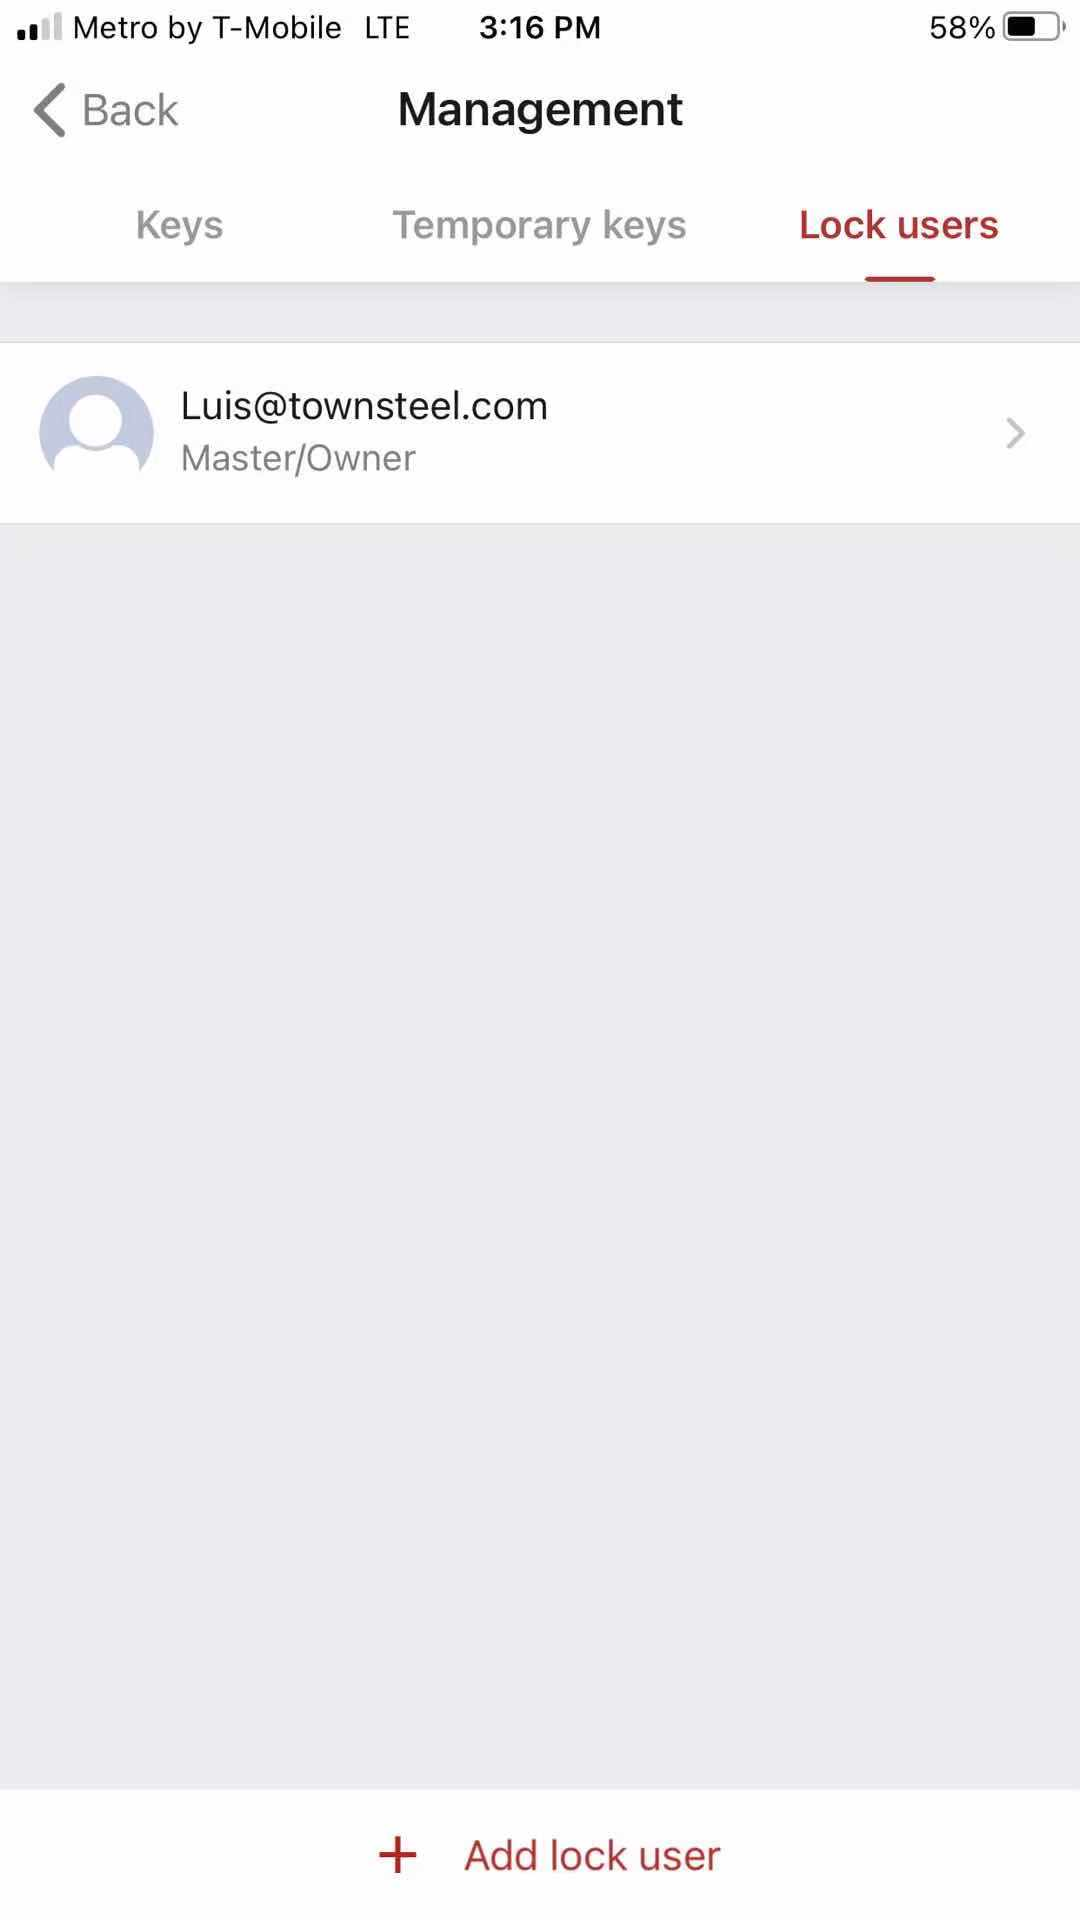 Metro by T-Mobile LTE 3:16 PM 58%
Back Management
Keys Temporary keys Lock users
Luis@townsteel.com
Master/Owner
+ Add lock user